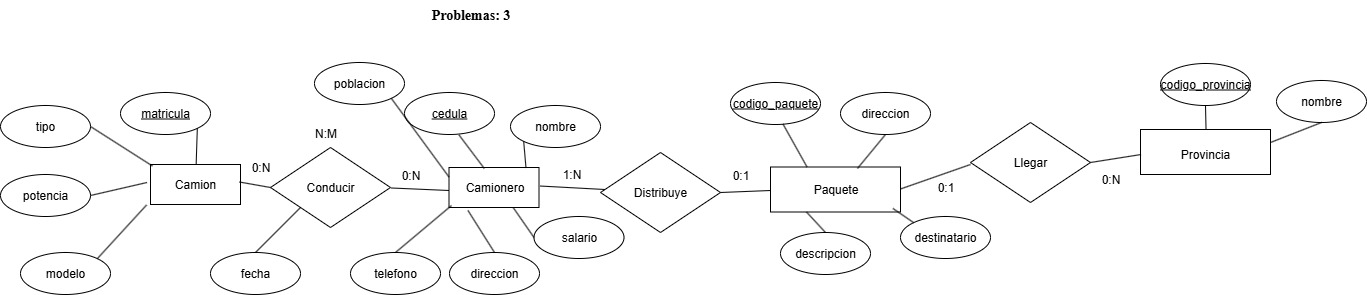 Problemas: 3
poblacion
codigo_provincia
nombre
tipo
matricula
cedula
nombre
codigo_paquete
direccion
N:M
Camion
0:N
Conducir
0:N
Camionero
1:N
Distribuye
0:1
Paquete
0:1
Llegar
0:N
Provincia
potencia
salario
destinatario
descripcion
modelo
fecha
telefono
direccion